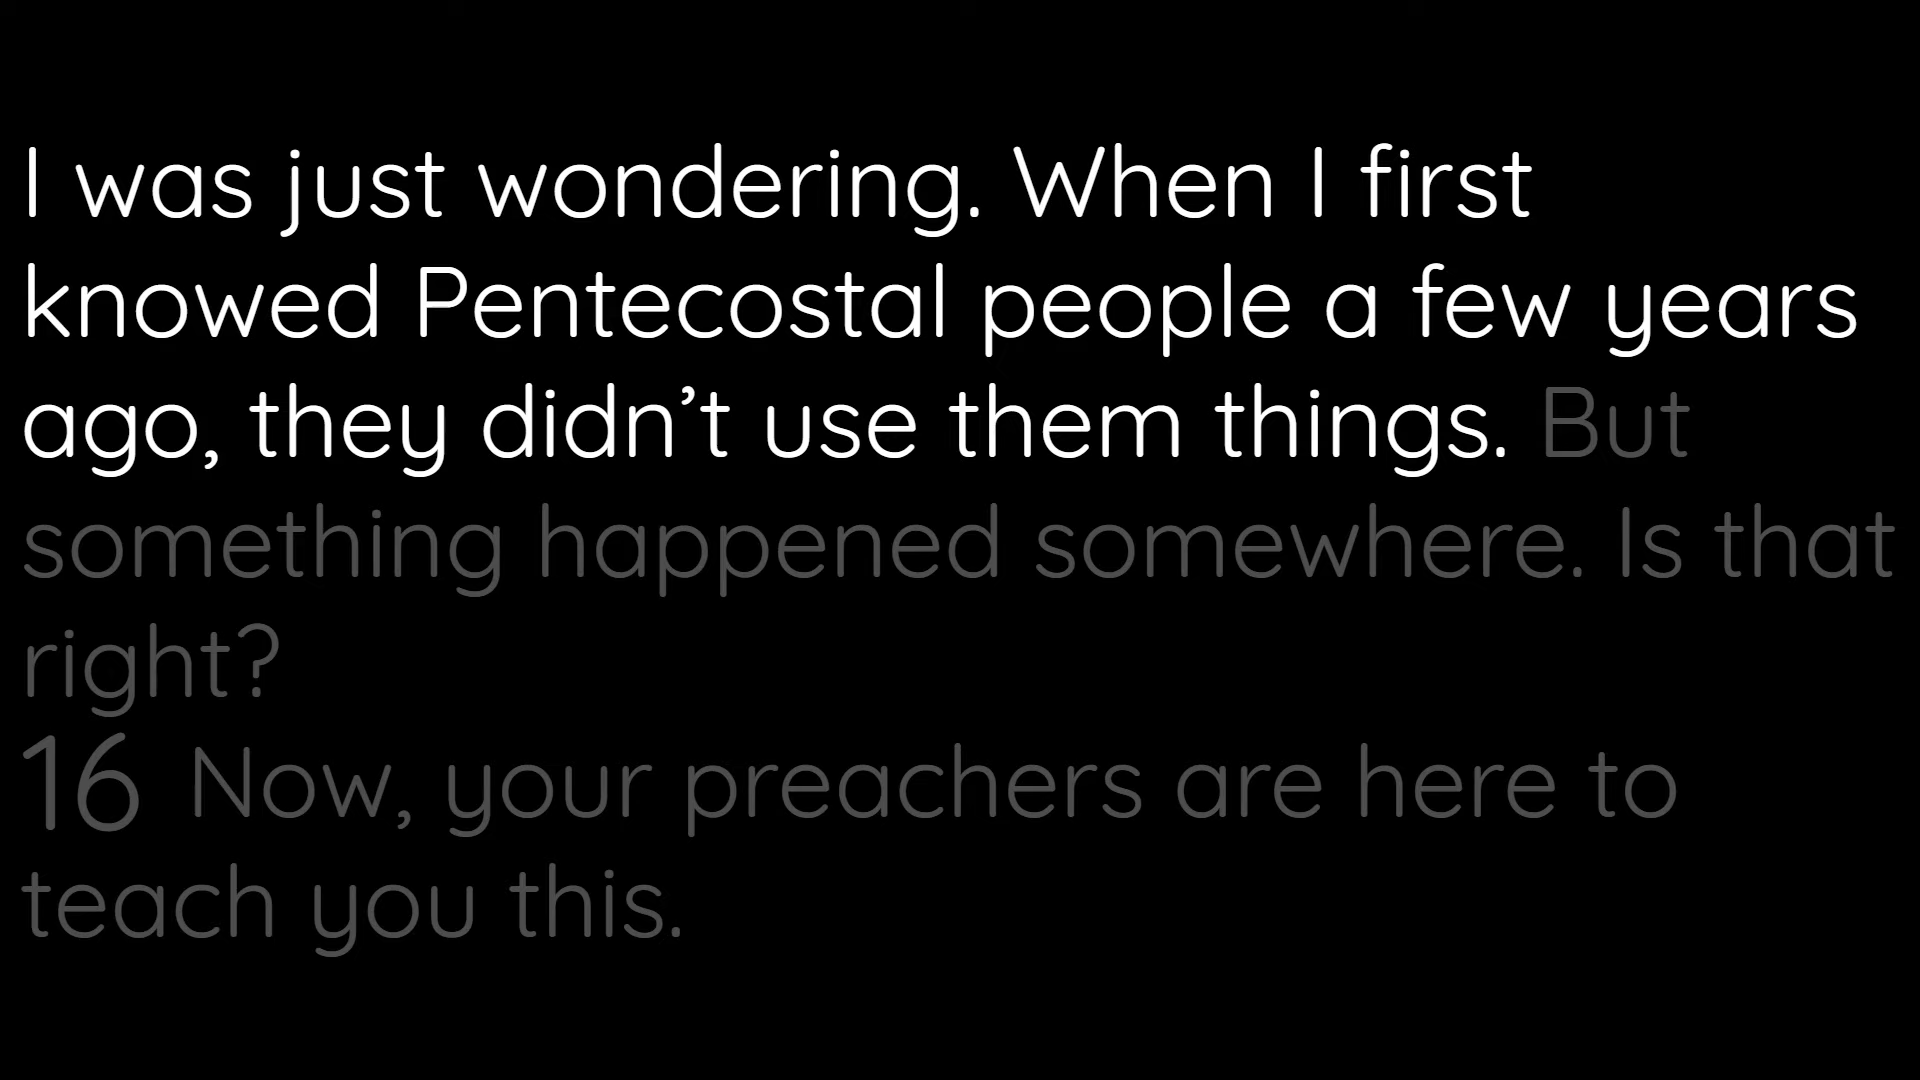 I was just wondering. When I first
knowed Pentecostal people a few years
ago, they didn’t use them things. But
something happened somewhere. Is that
right?
16 Now, your preachers are here to
teach you this.